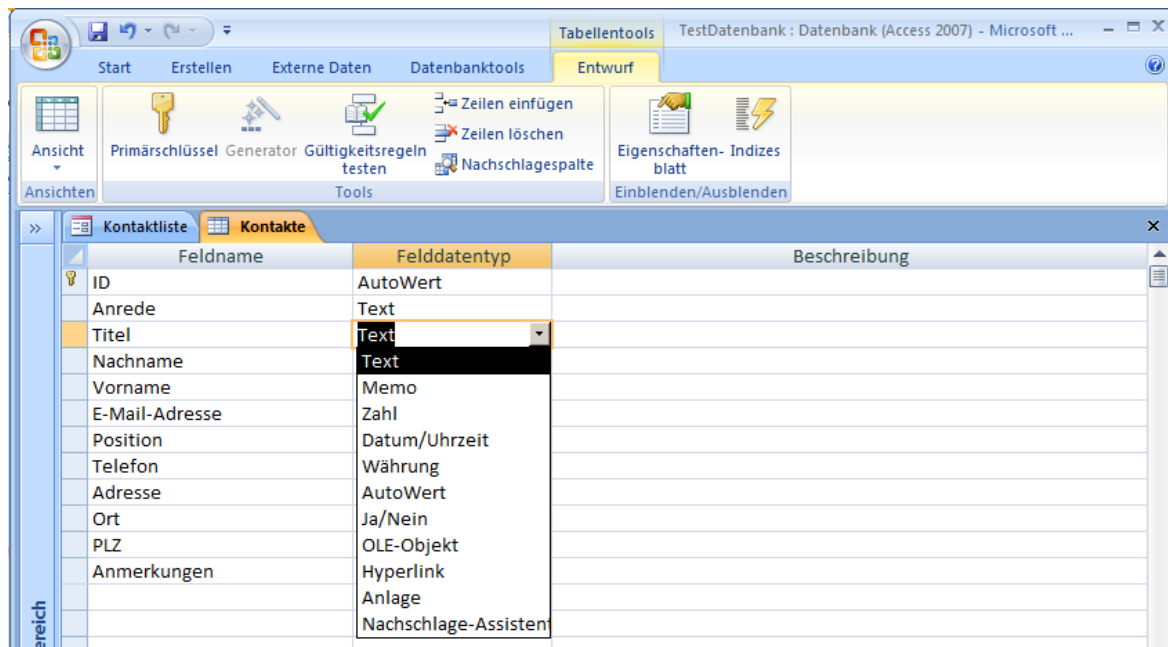 Tabellentools TestDatenbank : Datenbank (Access 2007) - Microsoft ...
Start Erstellen Externe Daten Datenbanktools Entwurf
Ansicht
Ansichten
Primärschlüssel Generator Gültigkeitsregeln testen
Zeilen einfügen
Zeilen löschen
Nachschlagespalte
Tools
Eigenschaften-
blatt
Indizes
Einblenden/Ausblenden
Kontaktliste Kontakte
Feldname Felddatentyp Beschreibung
ID AutoWert
Anrede Text
Titel Text
Nachname Text
Vorname Memo
E-Mail-Adresse Zahl
Position Datum/Uhrzeit
Telefon Währung
Adresse AutoWert
Ort Ja/Nein
PLZ OLE-Objekt
Anmerkungen Hyperlink
Anlage
Nachschlage-Assistent
ereich